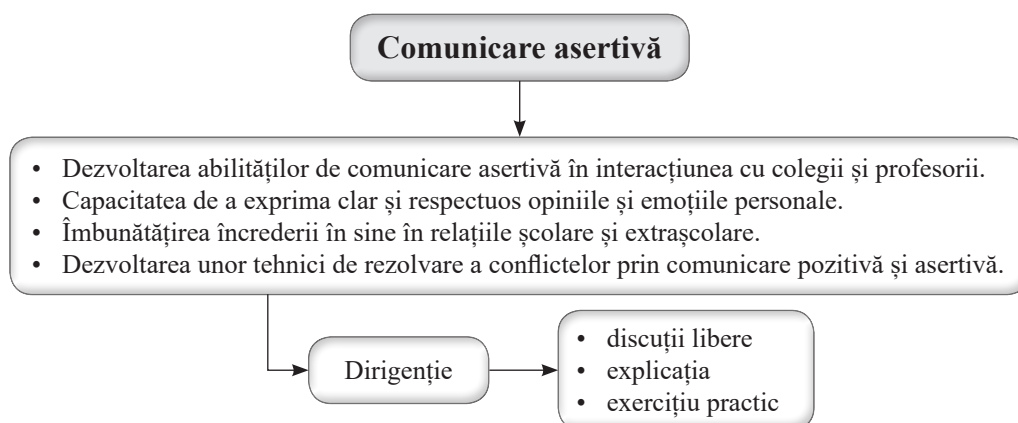 Comunicare asertivă
• Dezvoltarea abilităților de comunicare asertivă în interacțiunea cu colegii și profesorii.
• Capacitatea de a exprima clar și respectuos opiniile și emoțiile personale.
• Îmbunătățirea încrederii în sine în relațiile școlare și extrașcolare.
• Dezvoltarea unor tehnici de rezolvare a conflictelor prin comunicare pozitivă și asertivă.
Dirigenție
• discuții libere
• explicația
• exercițiu practic